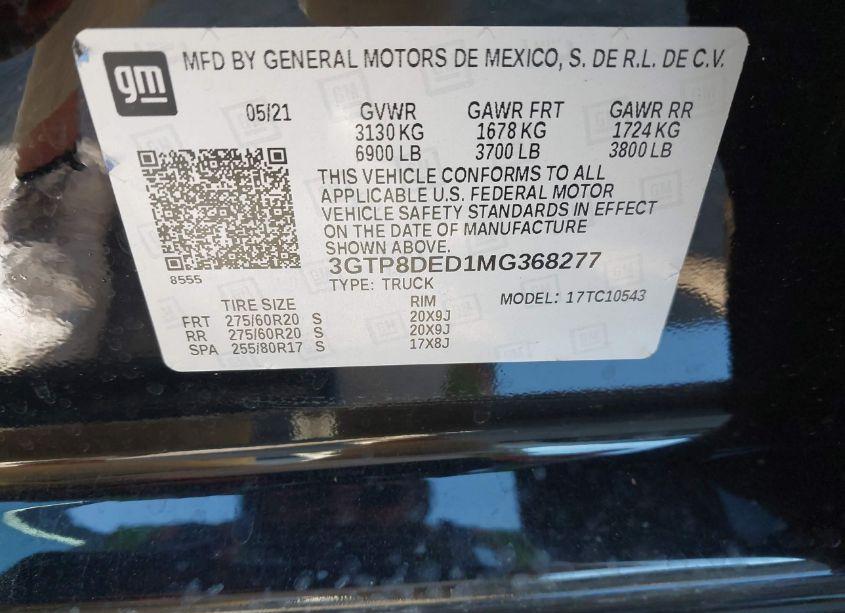 gm
MFD BY GENERAL MOTORS DE MEXICO, S. DE R.L. DE C.V.
05/21 GVWR GAWR FRT GAWR RR
3130 KG 1678 KG 1724 KG
6900 LB 3700 LB 3800 LB
THIS VEHICLE CONFORMS TO ALL
APPLICABLE U.S. FEDERAL MOTOR
VEHICLE SAFETY STANDARDS IN EFFECT
ON THE DATE OF MANUFACTURE
SHOWN ABOVE.
3GTP8DED1MG368277
8555
TYPE: TRUCK
MODEL: 17TC10543
TIRE SIZE RIM
FRT 275/60R20 S 20X9J
RR 275/60R20 S 20X9J
SPA 255/80R17 S 17X8J